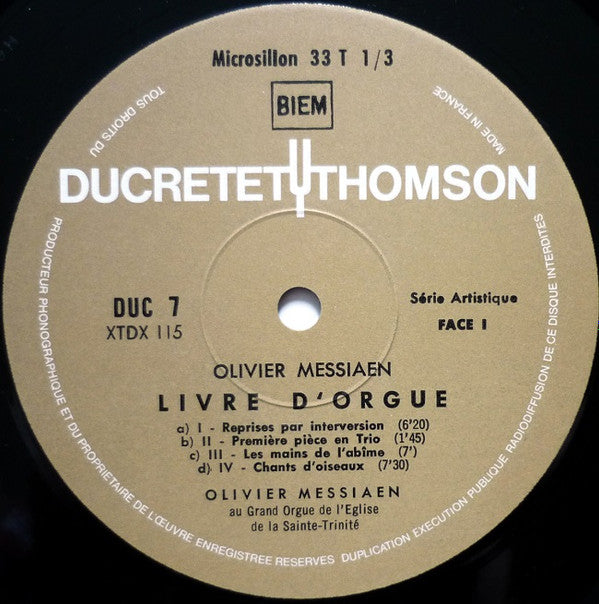 Microsillon 33 T 1/3
BIEM
DUCRETET THOMSON
DUC 7
XTDX 115
Série Artistique
FACE I
OLIVIER MESSIAEN
LIVRE D'ORGUE
a) I - Reprises par interversion (6'20)
b) II - Première pièce en Trio (1'45)
c) III - Les mains de l'abîme (7')
d) IV - Chants d'oiseaux (7'30)
OLIVIER MESSIAEN
au Grand Orgue de l'Eglise
de la Sainte-Trinité
TOUS DROITS DU PRODUCTEUR PHONOGRAPHIQUE ET DU PROPRIETAIRE DE L'ŒUVRE ENREGISTREE RESERVES DUPLICATION EXECUTION PUBLIQUE RADIODIFFUSION DE CE DISQUE INTERDITES
MADE IN FRANCE